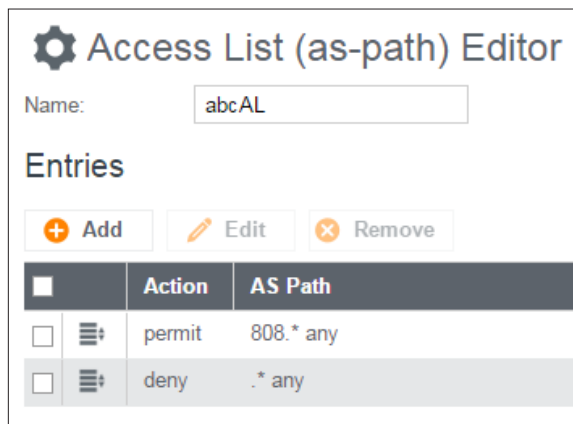 Access List (as-path) Editor
Name: abcAL
Entries
Add Edit Remove
Action AS Path
permit 808.* any
deny .* any